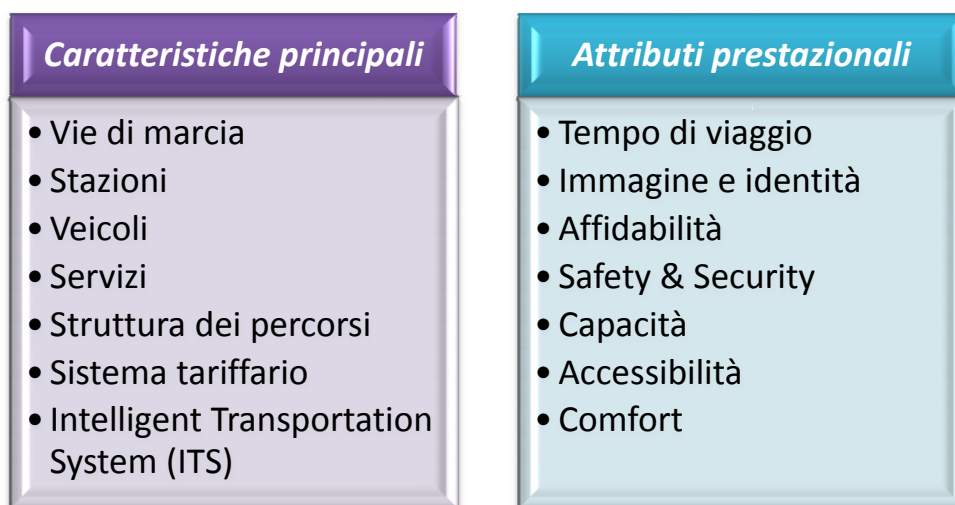 Caratteristiche principali
• Vie di marcia
• Stazioni
• Veicoli
• Servizi
• Struttura dei percorsi
• Sistema tariffario
• Intelligent Transportation
System (ITS)
Attributi prestazionali
• Tempo di viaggio
• Immagine e identità
• Affidabilità
• Safety & Security
• Capacità
• Accessibilità
• Comfort